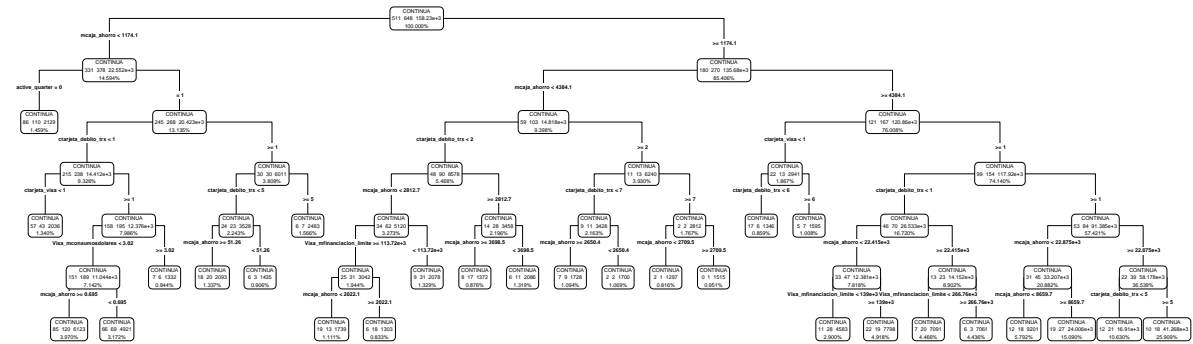 CONTINUA
511 648 158.23e+3
100.000%
mcaja_ahorro < 1174.1
>= 1174.1
CONTINUA
331 378 22.552e+3
14.594%
CONTINUA
180 270 135.68e+3
85.406%
active_quarter = 0
= 1
mcaja_ahorro < 4384.1
>= 4384.1
CONTINUA
86 110 2129
1.459%
CONTINUA
245 268 20.423e+3
13.135%
CONTINUA
59 103 14.818e+3
9.398%
CONTINUA
121 167 120.86e+3
76.008%
ctarjeta_debito_trx < 1
>= 1
ctarjeta_debito_trx < 2
>= 2
ctarjeta_visa < 1
>= 1
CONTINUA
215 238 14.412e+3
9.326%
CONTINUA
30 30 6011
3.809%
CONTINUA
48 90 8578
5.468%
CONTINUA
11 13 6240
3.930%
CONTINUA
22 13 2941
1.867%
CONTINUA
99 154 117.92e+3
74.140%
ctarjeta_visa < 1
>= 1
ctarjeta_debito_trx < 5
>= 5
mcaja_ahorro < 2812.7
>= 2812.7
ctarjeta_debito_trx < 7
>= 7
ctarjeta_debito_trx < 6
>= 6
ctarjeta_debito_trx < 1
>= 1
CONTINUA
57 43 2036
1.340%
CONTINUA
158 195 12.376e+3
7.986%
CONTINUA
24 23 3528
2.243%
CONTINUA
6 7 2483
1.566%
CONTINUA
34 62 5120
3.273%
CONTINUA
14 28 3458
2.196%
CONTINUA
9 11 3428
2.163%
CONTINUA
2 2 2812
1.767%
CONTINUA
17 6 1346
0.859%
CONTINUA
5 7 1595
1.008%
CONTINUA
46 70 26.533e+3
16.720%
CONTINUA
53 84 91.385e+3
57.421%
Visa_mconsumosdolares < 3.02
>= 3.02
mcaja_ahorro >= 51.26
< 51.26
Visa_mfinanciacion_limite >= 113.72e+3
< 113.72e+3
mcaja_ahorro >= 3698.5
< 3698.5
mcaja_ahorro >= 2650.4
< 2650.4
mcaja_ahorro < 2709.5
>= 2709.5
mcaja_ahorro < 22.415e+3
>= 22.415e+3
mcaja_ahorro < 22.875e+3
>= 22.875e+3
CONTINUA
151 189 11.044e+3
7.142%
CONTINUA
7 6 1332
0.844%
CONTINUA
18 20 2093
1.337%
CONTINUA
6 3 1435
0.906%
CONTINUA
25 31 3042
1.944%
CONTINUA
9 31 2078
1.329%
CONTINUA
8 17 1372
0.876%
CONTINUA
6 11 2086
1.319%
CONTINUA
7 9 1728
1.094%
CONTINUA
2 2 1700
1.069%
CONTINUA
2 1 1297
0.816%
CONTINUA
0 1 1515
0.951%
CONTINUA
33 47 12.381e+3
7.818%
CONTINUA
13 23 14.152e+3
8.902%
CONTINUA
31 45 33.207e+3
20.882%
CONTINUA
22 39 58.178e+3
36.539%
mcaja_ahorro >= 0.695
< 0.695
mcaja_ahorro < 2022.1
>= 2022.1
Visa_mfinanciacion_limite < 139e+3
>= 139e+3
Visa_mfinanciacion_limite < 266.76e+3
>= 266.76e+3
mcaja_ahorro < 8659.7
>= 8659.7
ctarjeta_debito_trx < 5
>= 5
CONTINUA
85 120 6123
3.970%
CONTINUA
66 69 4921
3.172%
CONTINUA
19 13 1739
1.111%
CONTINUA
6 18 1303
0.833%
CONTINUA
11 28 4583
2.900%
CONTINUA
22 19 7798
4.918%
CONTINUA
7 20 7091
4.466%
CONTINUA
6 3 7061
4.436%
CONTINUA
12 18 9201
5.792%
CONTINUA
19 27 24.006e+3
15.090%
CONTINUA
12 21 16.91e+3
10.630%
CONTINUA
10 18 41.268e+3
25.909%